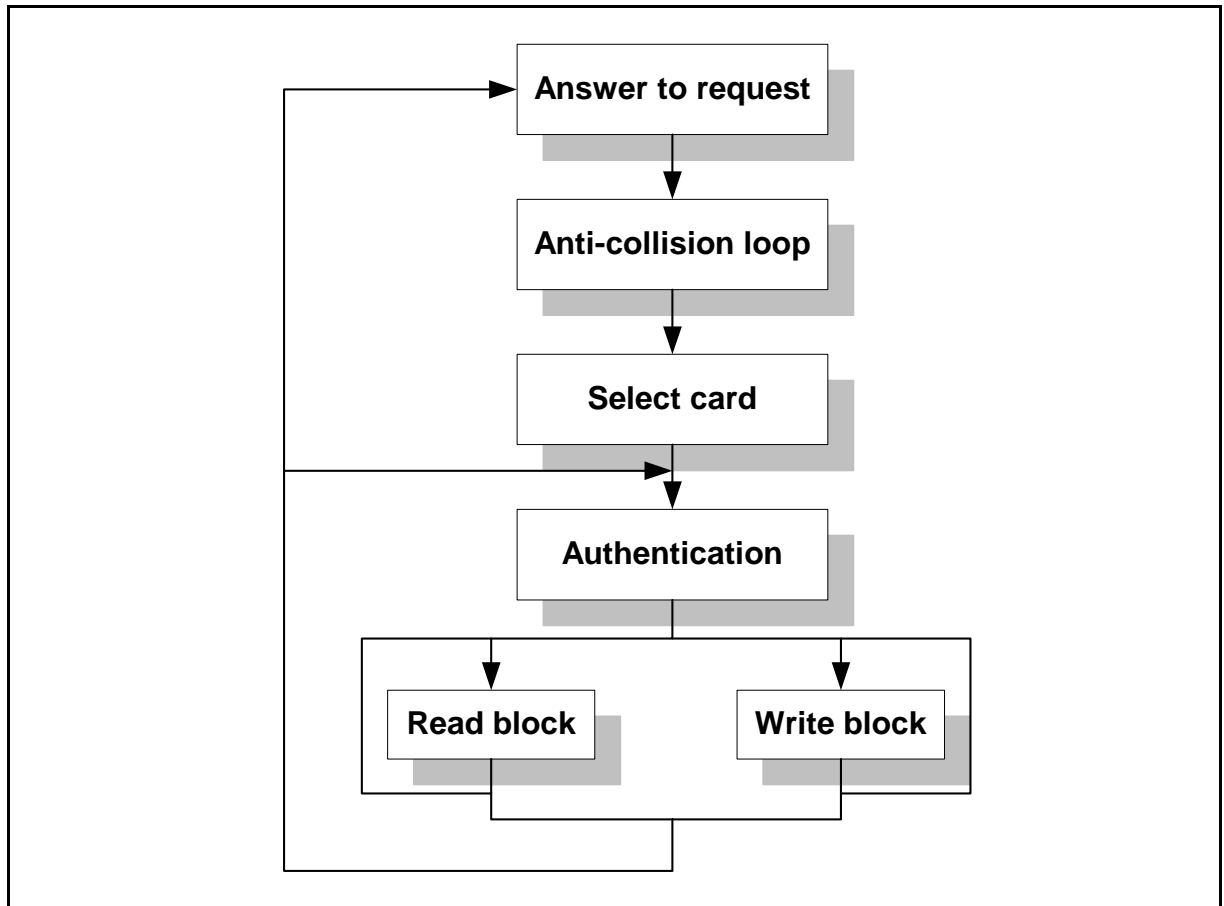 Answer to request
Anti-collision loop
Select card
Authentication
Read block
Write block